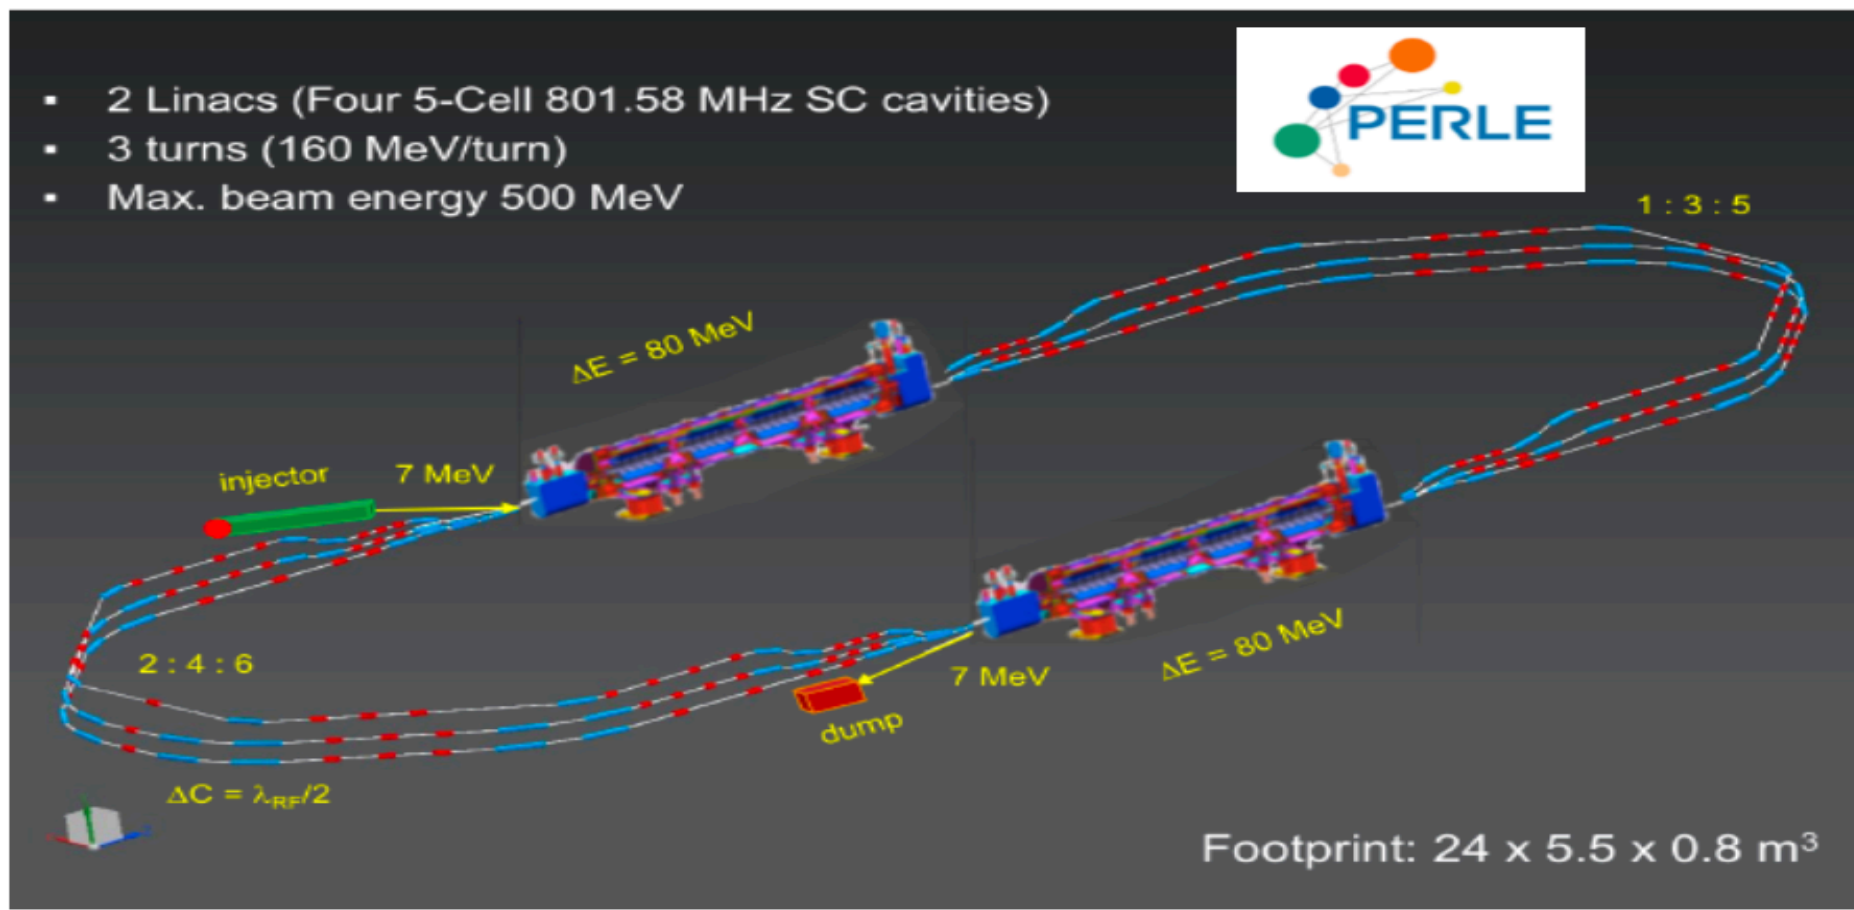 ▪ 2 Linacs (Four 5-Cell 801.58 MHz SC cavities)
▪ 3 turns (160 MeV/turn)
▪ Max. beam energy 500 MeV
PERLE
1 : 3 : 5
ΔE = 80 MeV
injector
7 MeV
2 : 4 : 6
7 MeV
ΔE = 80 MeV
dump
ΔC = λRF/2
Footprint: 24 x 5.5 x 0.8 m³